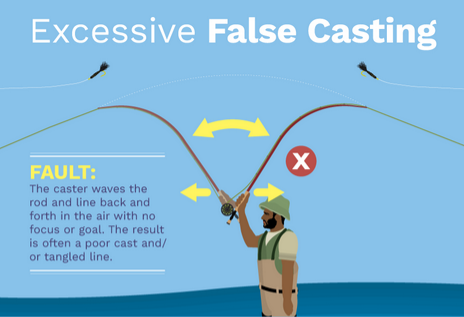 Excessive False Casting
X
FAULT:
The caster waves the
rod and line back and
forth in the air with no
focus or goal. The result
is often a poor cast and/
or tangled line.